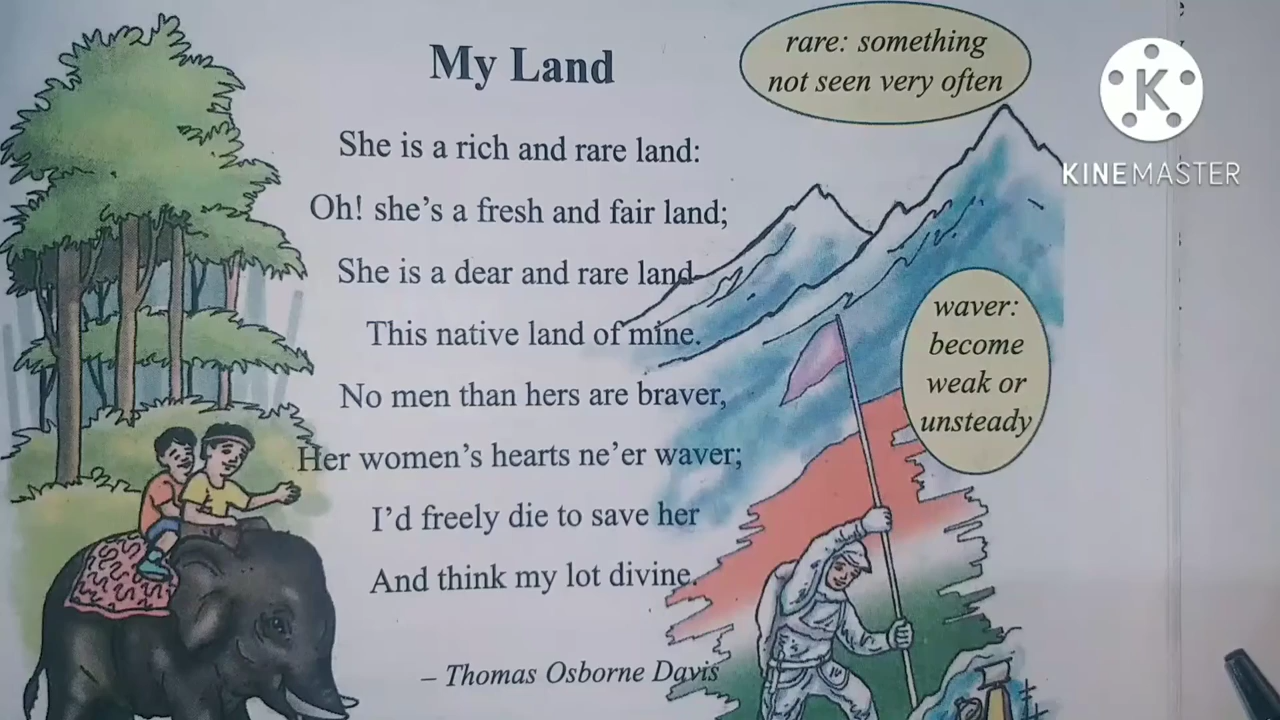 My Land
rare: something
not seen very often
K
KINEMASTER
She is a rich and rare land:
Oh! she's a fresh and fair land;
She is a dear and rare land
This native land of mine.
No men than hers are braver,
Her women's hearts ne'er waver;
I'd freely die to save her
And think my lot divine.
– Thomas Osborne Davis
waver:
become
weak or
unsteady